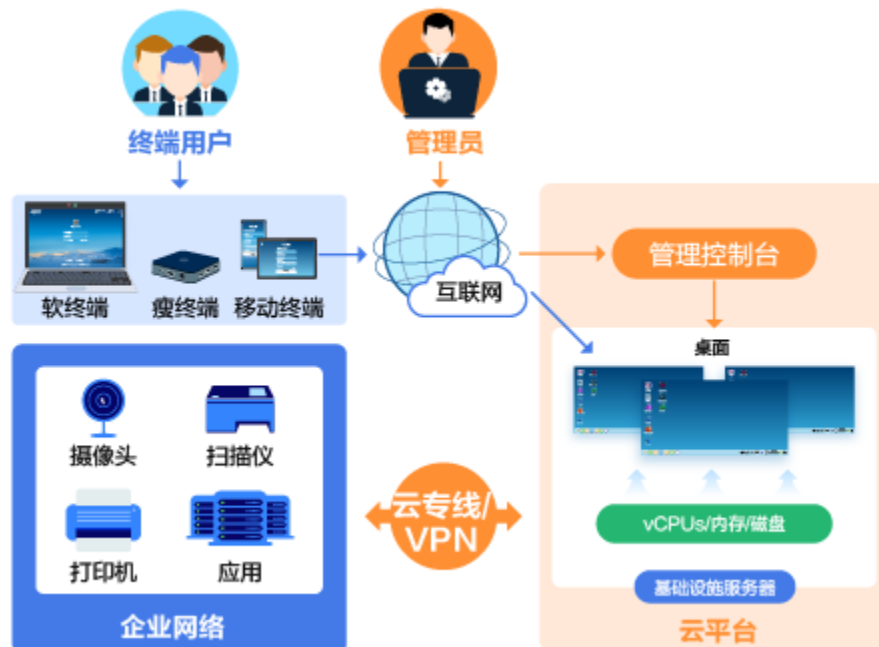 终端用户
管理员
软终端
瘦终端
移动终端
互联网
管理控制台
桌面
摄像头
扫描仪
打印机
应用
企业网络
云专线/
VPN
vCPUs/内存/磁盘
基础设施服务器
云平台